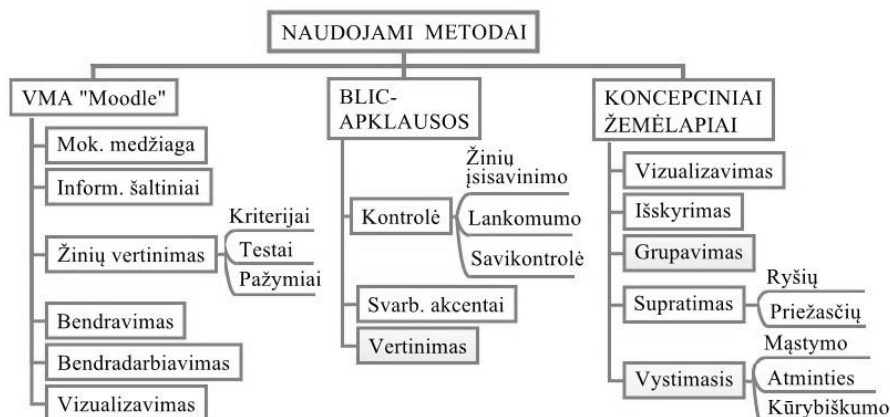 NAUDOJAMI METODAI
VMA "Moodle"
Mok. medžiaga
Inform. šaltiniai
Žinių vertinimas
Kriterijai
Testai
Pažymiai
Bendravimas
Bendradarbiavimas
Vizualizavimas
BLIC-
APKLAUSOS
Kontrolė
Žinių
įsisavinimo
Lankomumo
Savikontrolė
Svarb. akcentai
Vertinimas
KONCEPCINIAI
ŽEMĖLAPIAI
Vizualizavimas
Išskyrimas
Grupavimas
Supratimas
Ryšių
Priežasčių
Vystimasis
Mąstymo
Atminties
Kūrybiškumo